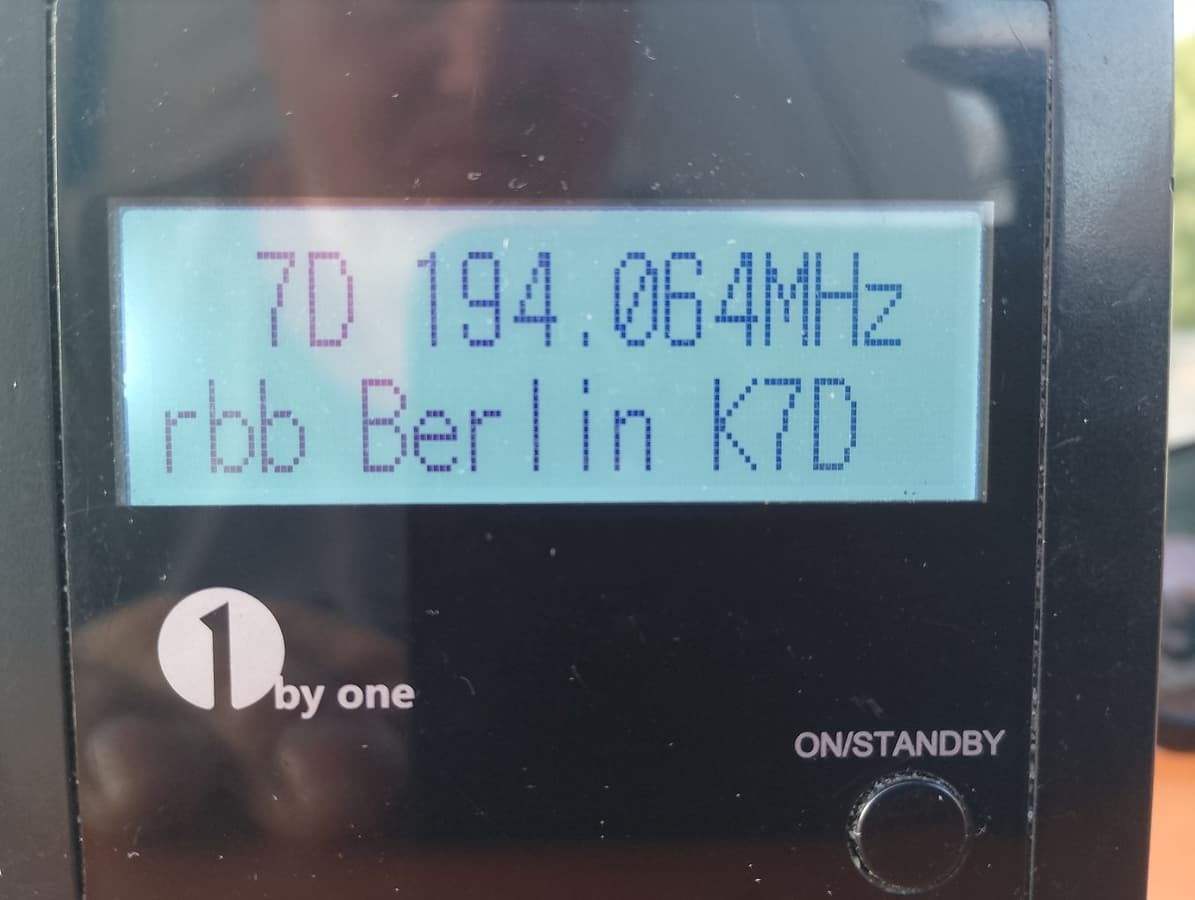 7D 194.064MHz
rbb Berlin K7D
1 by one
ON/STANDBY